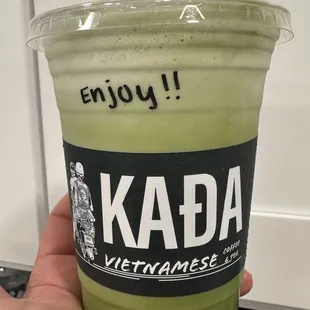 Enjoy!!
KAĐA
VIETNAMESE COFFEE
& TEA